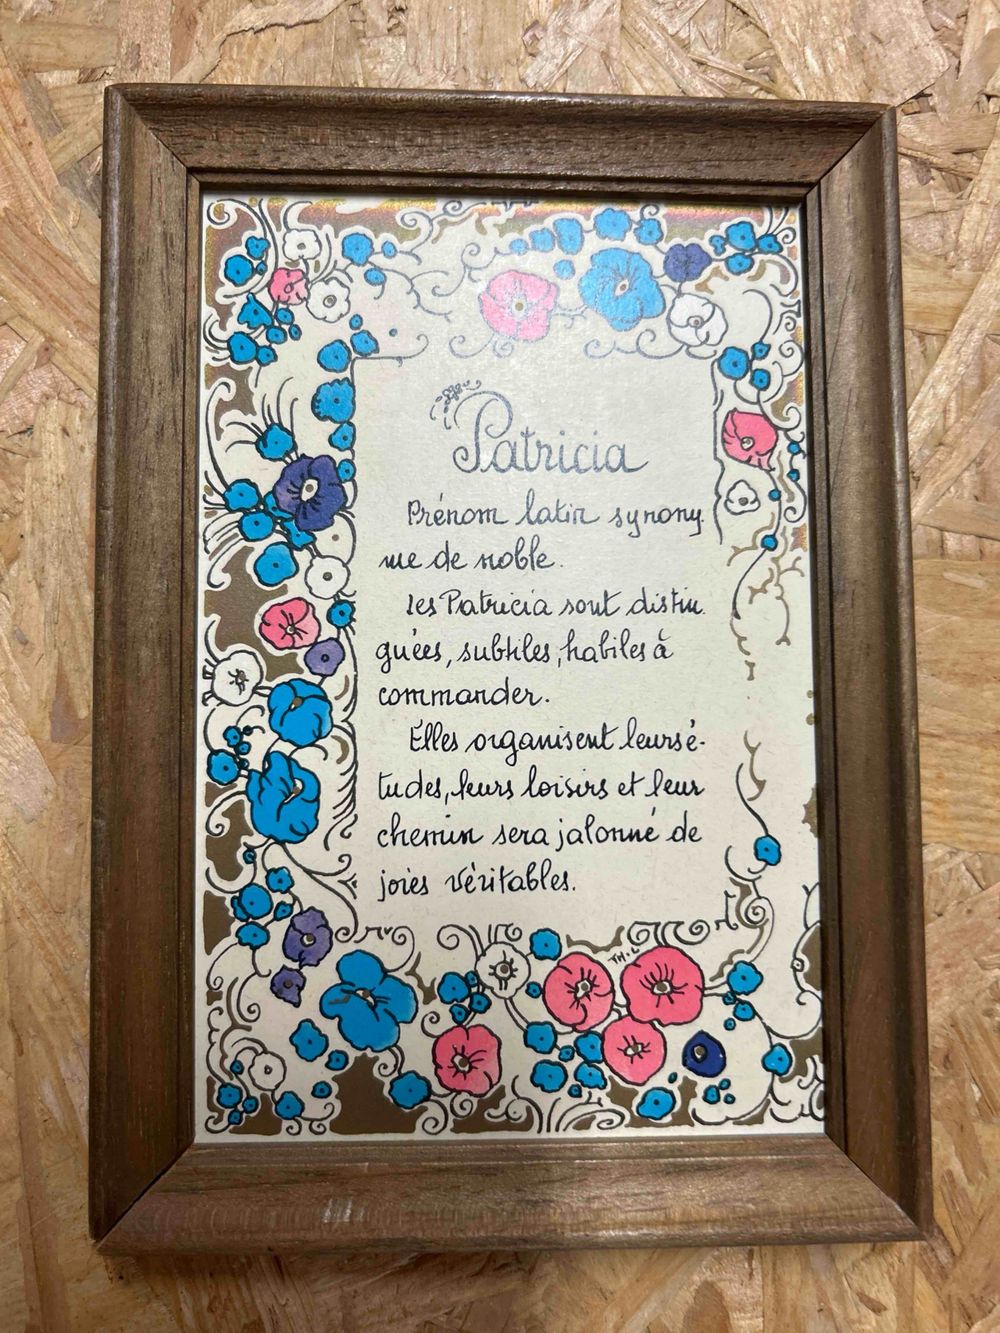 Patricia
Prénom latin synony
me de noble.
Les Patricia sont distin
guées, subtiles, habiles à
commander.
Elles organisent leurs é-
tudes, leurs loisirs et leur
chemin sera jalonné de
joies véritables.
TH. L